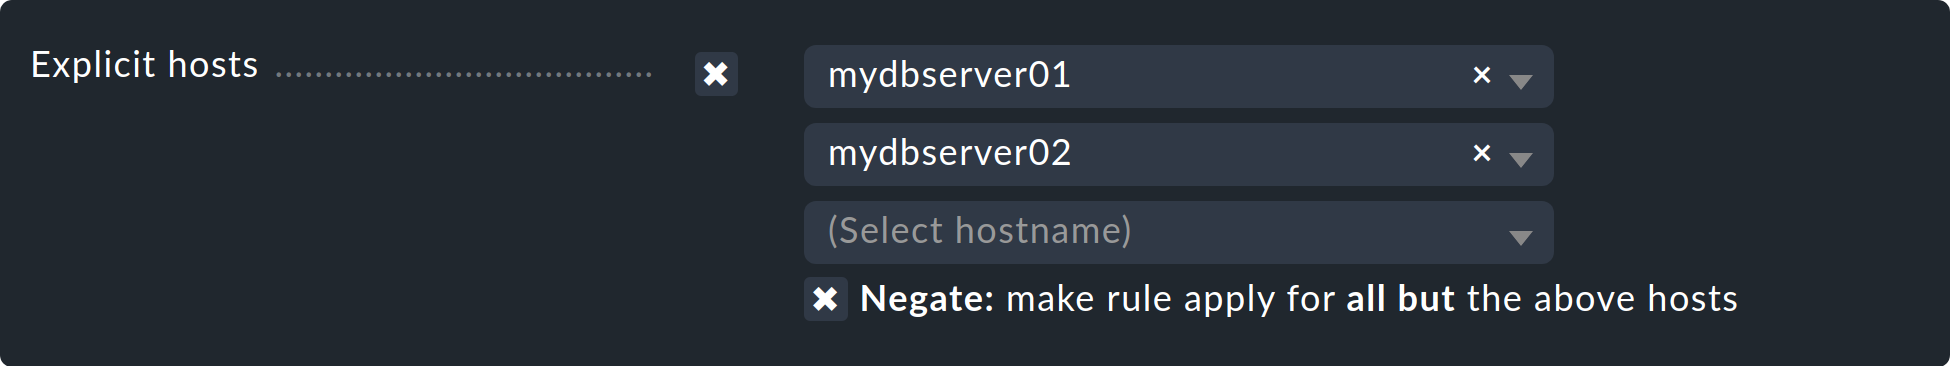 Explicit hosts
mydbserver01
mydbserver02
(Select hostname)
Negate: make rule apply for all but the above hosts